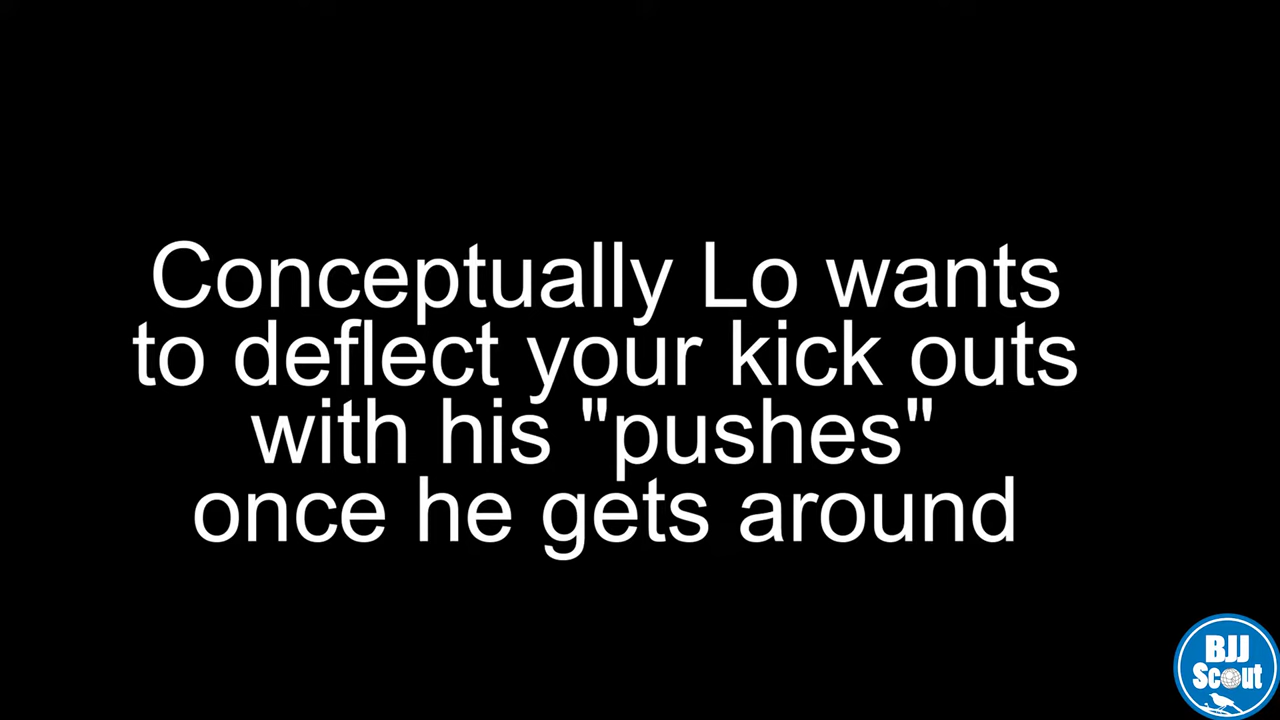 Conceptually Lo wants
to deflect your kick outs
with his "pushes"
once he gets around
BJJ
Scout